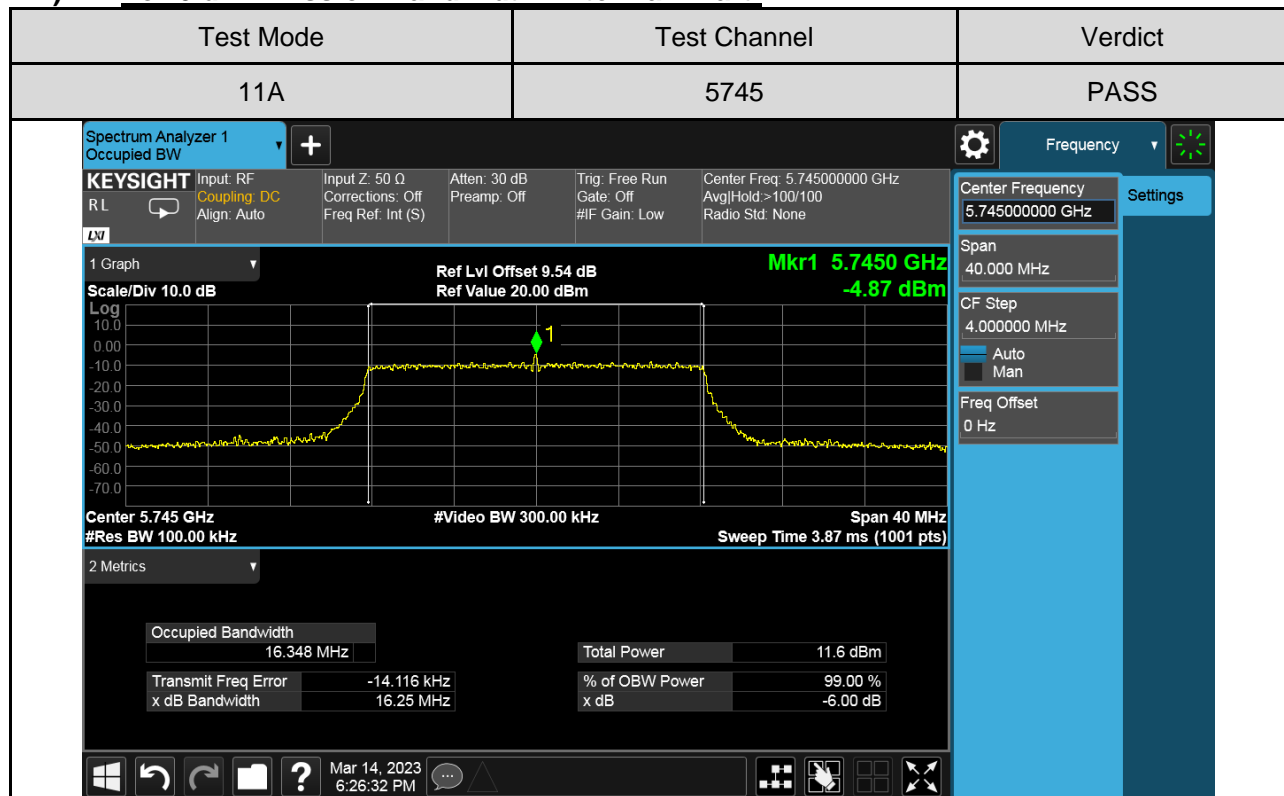 Test Mode Test Channel Verdict
11A 5745 PASS
Spectrum Analyzer 1
Occupied BW
+
Frequency
KEYSIGHT Input: RF Input Z: 50 Ω Atten: 30 dB Trig: Free Run Center Freq: 5.745000000 GHz
R L Coupling: DC Corrections: Off Preamp: Off Gate: Off Avg|Hold:>100/100
Align: Auto Freq Ref: Int (S) #IF Gain: Low Radio Std: None
LXI
Center Frequency
5.745000000 GHz
Settings
Span
40.000 MHz
CF Step
4.000000 MHz
Auto
Man
Freq Offset
0 Hz
1 Graph
Ref Lvl Offset 9.54 dB Mkr1 5.7450 GHz
Scale/Div 10.0 dB Ref Value 20.00 dBm -4.87 dBm
Log
10.0
0.00
-10.0
-20.0
-30.0
-40.0
-50.0
-60.0
-70.0
1
Center 5.745 GHz #Video BW 300.00 kHz Span 40 MHz
#Res BW 100.00 kHz Sweep Time 3.87 ms (1001 pts)
2 Metrics
Occupied Bandwidth
16.348 MHz Total Power 11.6 dBm
Transmit Freq Error -14.116 kHz % of OBW Power 99.00 %
x dB Bandwidth 16.25 MHz x dB -6.00 dB
? Mar 14, 2023
6:26:32 PM